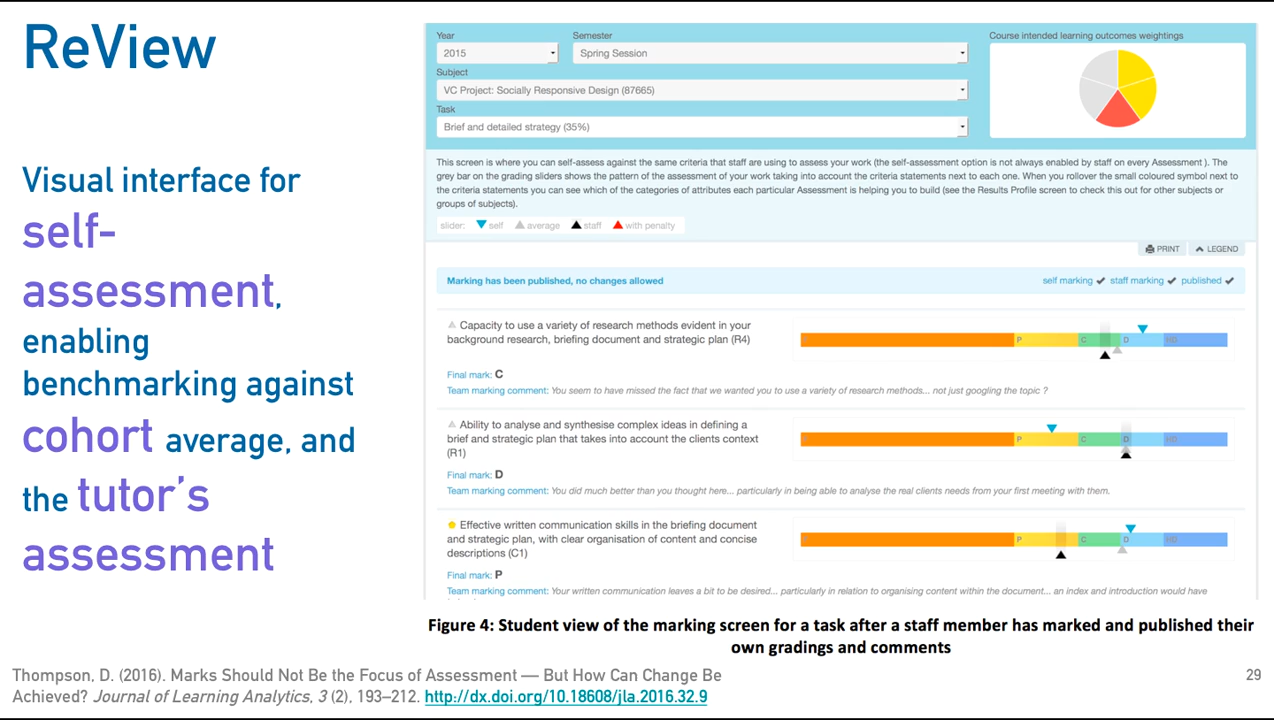 ReView
Visual interface for
self-
assessment,
enabling
benchmarking against
cohort average, and
the tutor's
assessment
Year
Semester
Course intended learning outcomes weightings
2015
Spring Session
Subject
VC Project: Socially Responsive Design (87665)
Task
Brief and detailed strategy (35%)
This screen is where you can self-assess against the same criteria that staff are using to assess your work (the self-assessment option is not always enabled by staff on every Assessment ). The
grey bar on the grading sliders shows the pattern of the assessment of your work taking into account the criteria statements next to each one. When you rollover the small coloured symbol next to
the criteria statements you can see which of the categories of attributes each particular Assessment is helping you to build (see the Results Profile screen to check this out for other subjects or
groups of subjects).
slider: self average staff with penalty
PRINT LEGEND
Marking has been published, no changes allowed
self marking staff marking published
Capacity to use a variety of research methods evident in your
background research, briefing document and strategic plan (R4)
P C D HD
Final mark: C
Team marking comment: You seem to have missed the fact that we wanted you to use a variety of research methods... not just googling the topic ?
Ability to analyse and synthesise complex ideas in defining a
brief and strategic plan that takes into account the clients context
(R1)
P C D HD
Final mark: D
Team marking comment: You did much better than you thought here... particularly in being able to analyse the real clients needs from your first meeting with them.
Effective written communication skills in the briefing document
and strategic plan, with clear organisation of content and concise
descriptions (C1)
P C D HD
Final mark: P
Team marking comment: Your written communication leaves a bit to be desired... particularly in relation to organising content within the document... an index and introduction would have
Figure 4: Student view of the marking screen for a task after a staff member has marked and published their
own gradings and comments
Thompson, D. (2016). Marks Should Not Be the Focus of Assessment — But How Can Change Be
Achieved? Journal of Learning Analytics, 3 (2), 193–212. http://dx.doi.org/10.18608/jla.2016.32.9
29